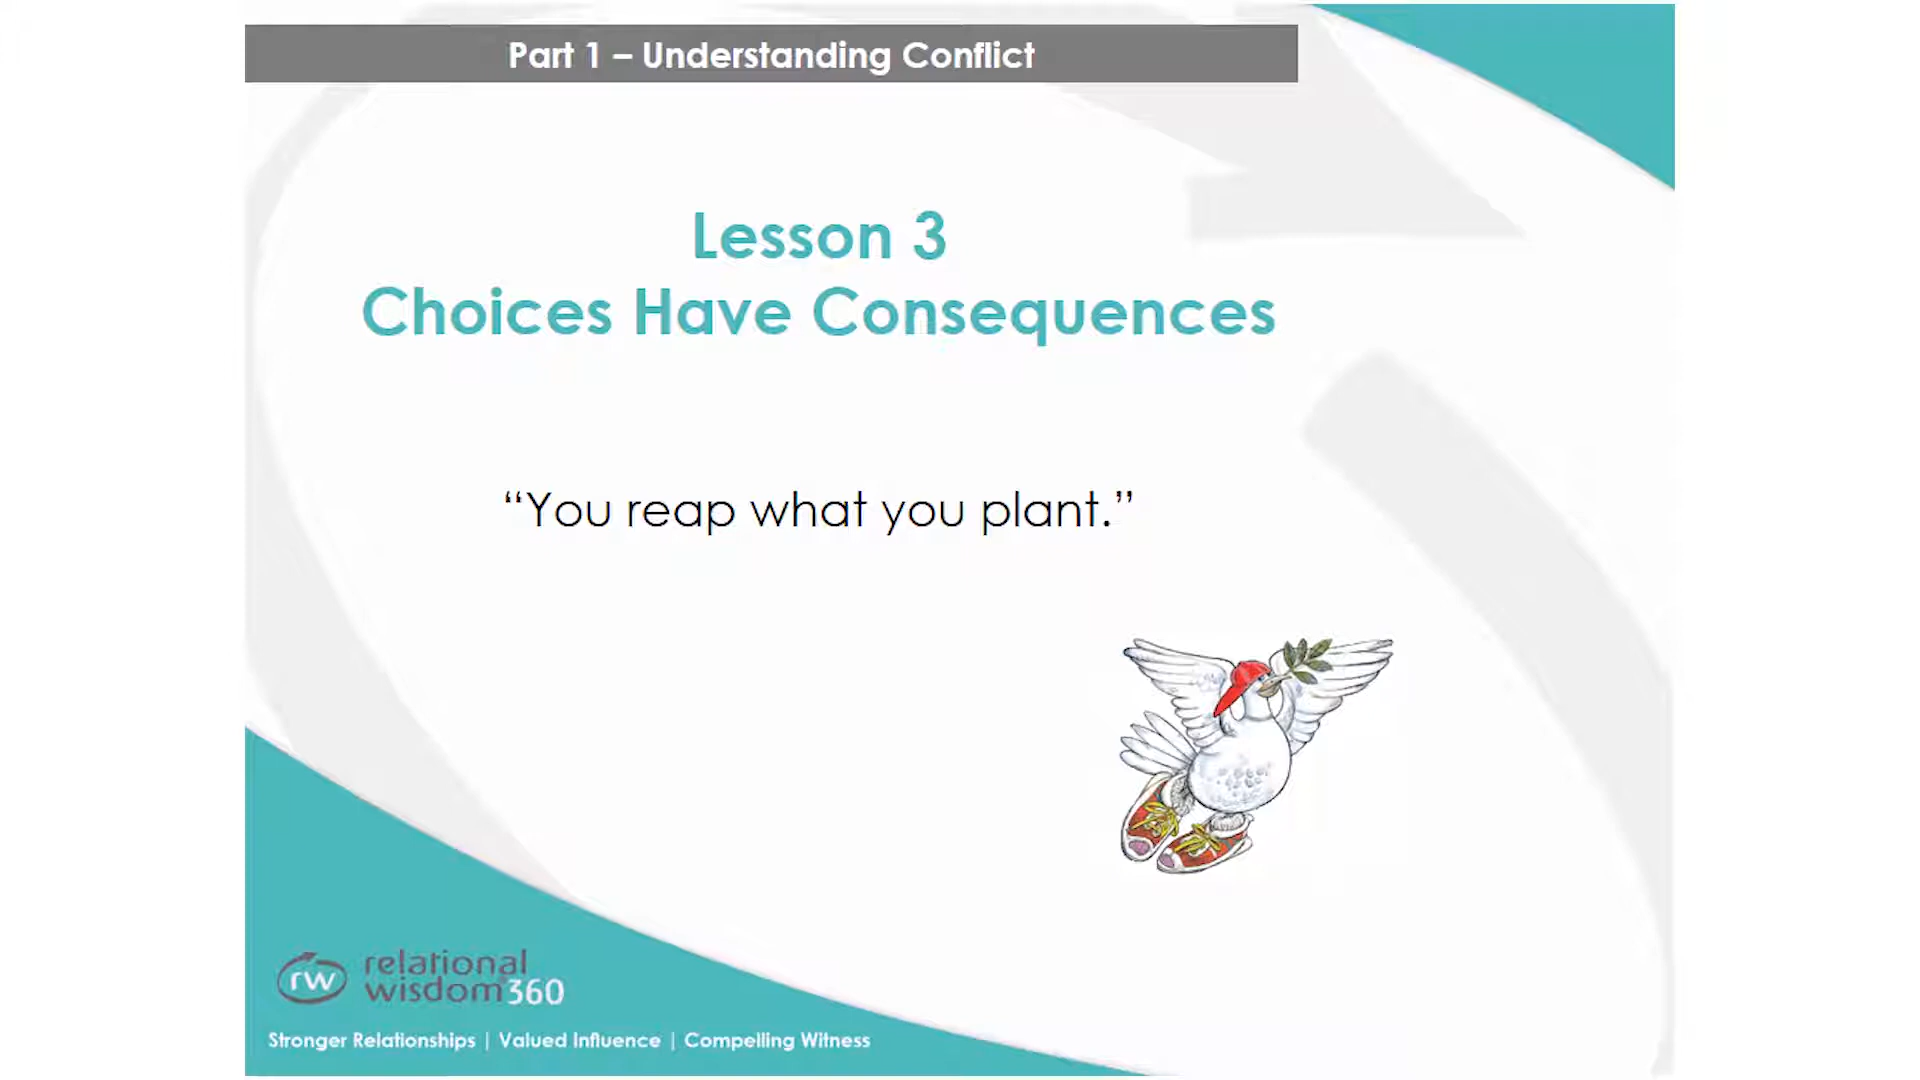 Part 1 – Understanding Conflict
Lesson 3
Choices Have Consequences
“You reap what you plant.”
rw
relational
wisdom360
Stronger Relationships | Valued Influence | Compelling Witness